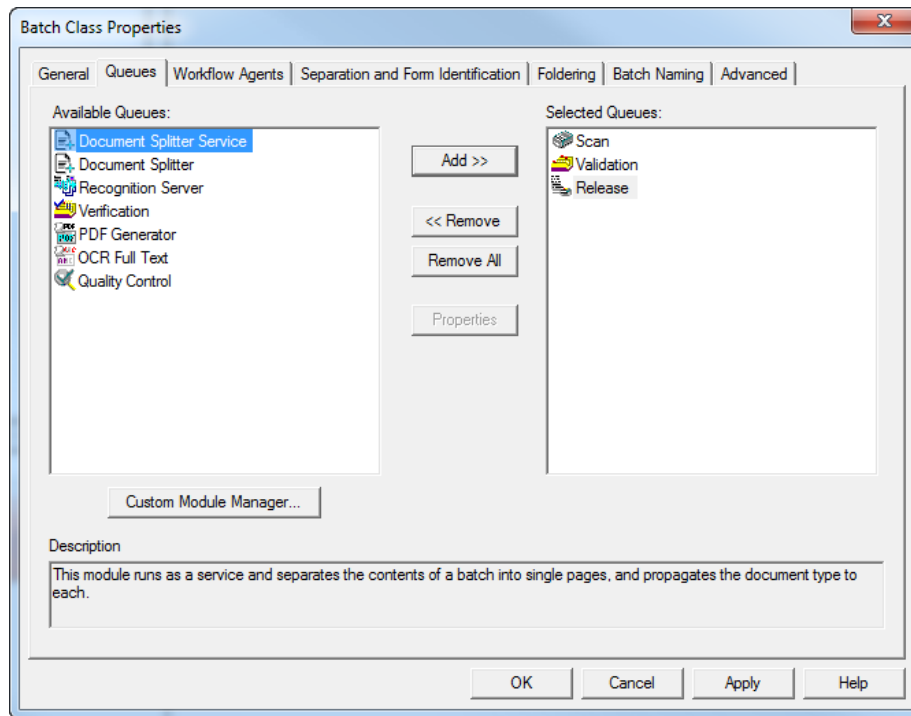 Batch Class Properties
General Queues Workflow Agents Separation and Form Identification Foldering Batch Naming Advanced
Available Queues:
Document Splitter Service
Document Splitter
Recognition Server
Verification
PDF Generator
OCR Full Text
Quality Control
Add >>
<< Remove
Remove All
Properties
Selected Queues:
Scan
Validation
Release
Custom Module Manager...
Description
This module runs as a service and separates the contents of a batch into single pages, and propagates the document type to
each.
OK Cancel Apply Help